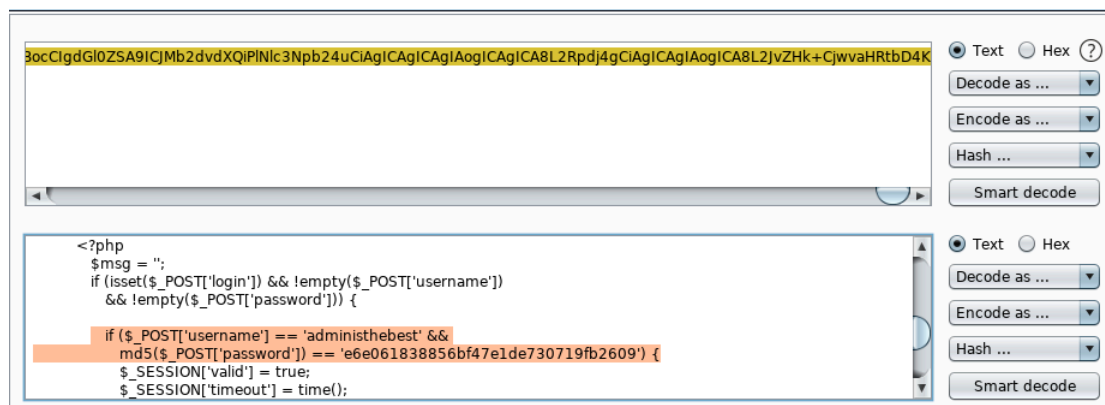 BocCIgdGl0ZSA9ICJMb2dvdXQiPlNlc3Npb24uCiAgICAgICAgIAogICAgICA8L2Rpdj4gCiAgICAgIAogICA8L2JvZHk+CjwvaHRtbD4K
Text Hex ?
Decode as ...
Encode as ...
Hash ...
Smart decode
<?php
$msg = '';
if (isset($_POST['login']) && !empty($_POST['username'])
&& !empty($_POST['password'])) {
if ($_POST['username'] == 'administhebest' &&
md5($_POST['password']) == 'e6e061838856bf47e1de730719fb2609') {
$_SESSION['valid'] = true;
$_SESSION['timeout'] = time();
Text Hex
Decode as ...
Encode as ...
Hash ...
Smart decode